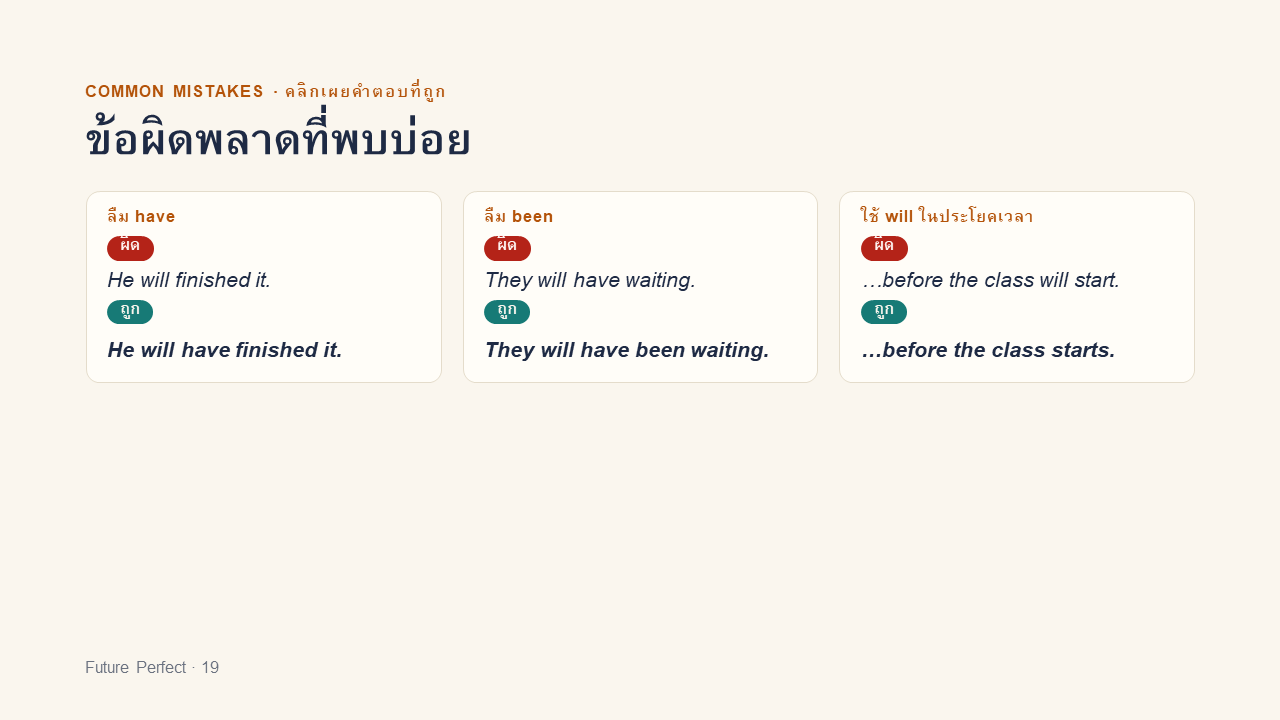 COMMON MISTAKES · คลิกเผยคำตอบที่ถูก
ข้อผิดพลาดที่พบบ่อย
ลืม have
ผิด
He will finished it.
ถูก
He will have finished it.
ลืม been
ผิด
They will have waiting.
ถูก
They will have been waiting.
ใช้ will ในประโยคเวลา
ผิด
…before the class will start.
ถูก
…before the class starts.
Future Perfect · 19